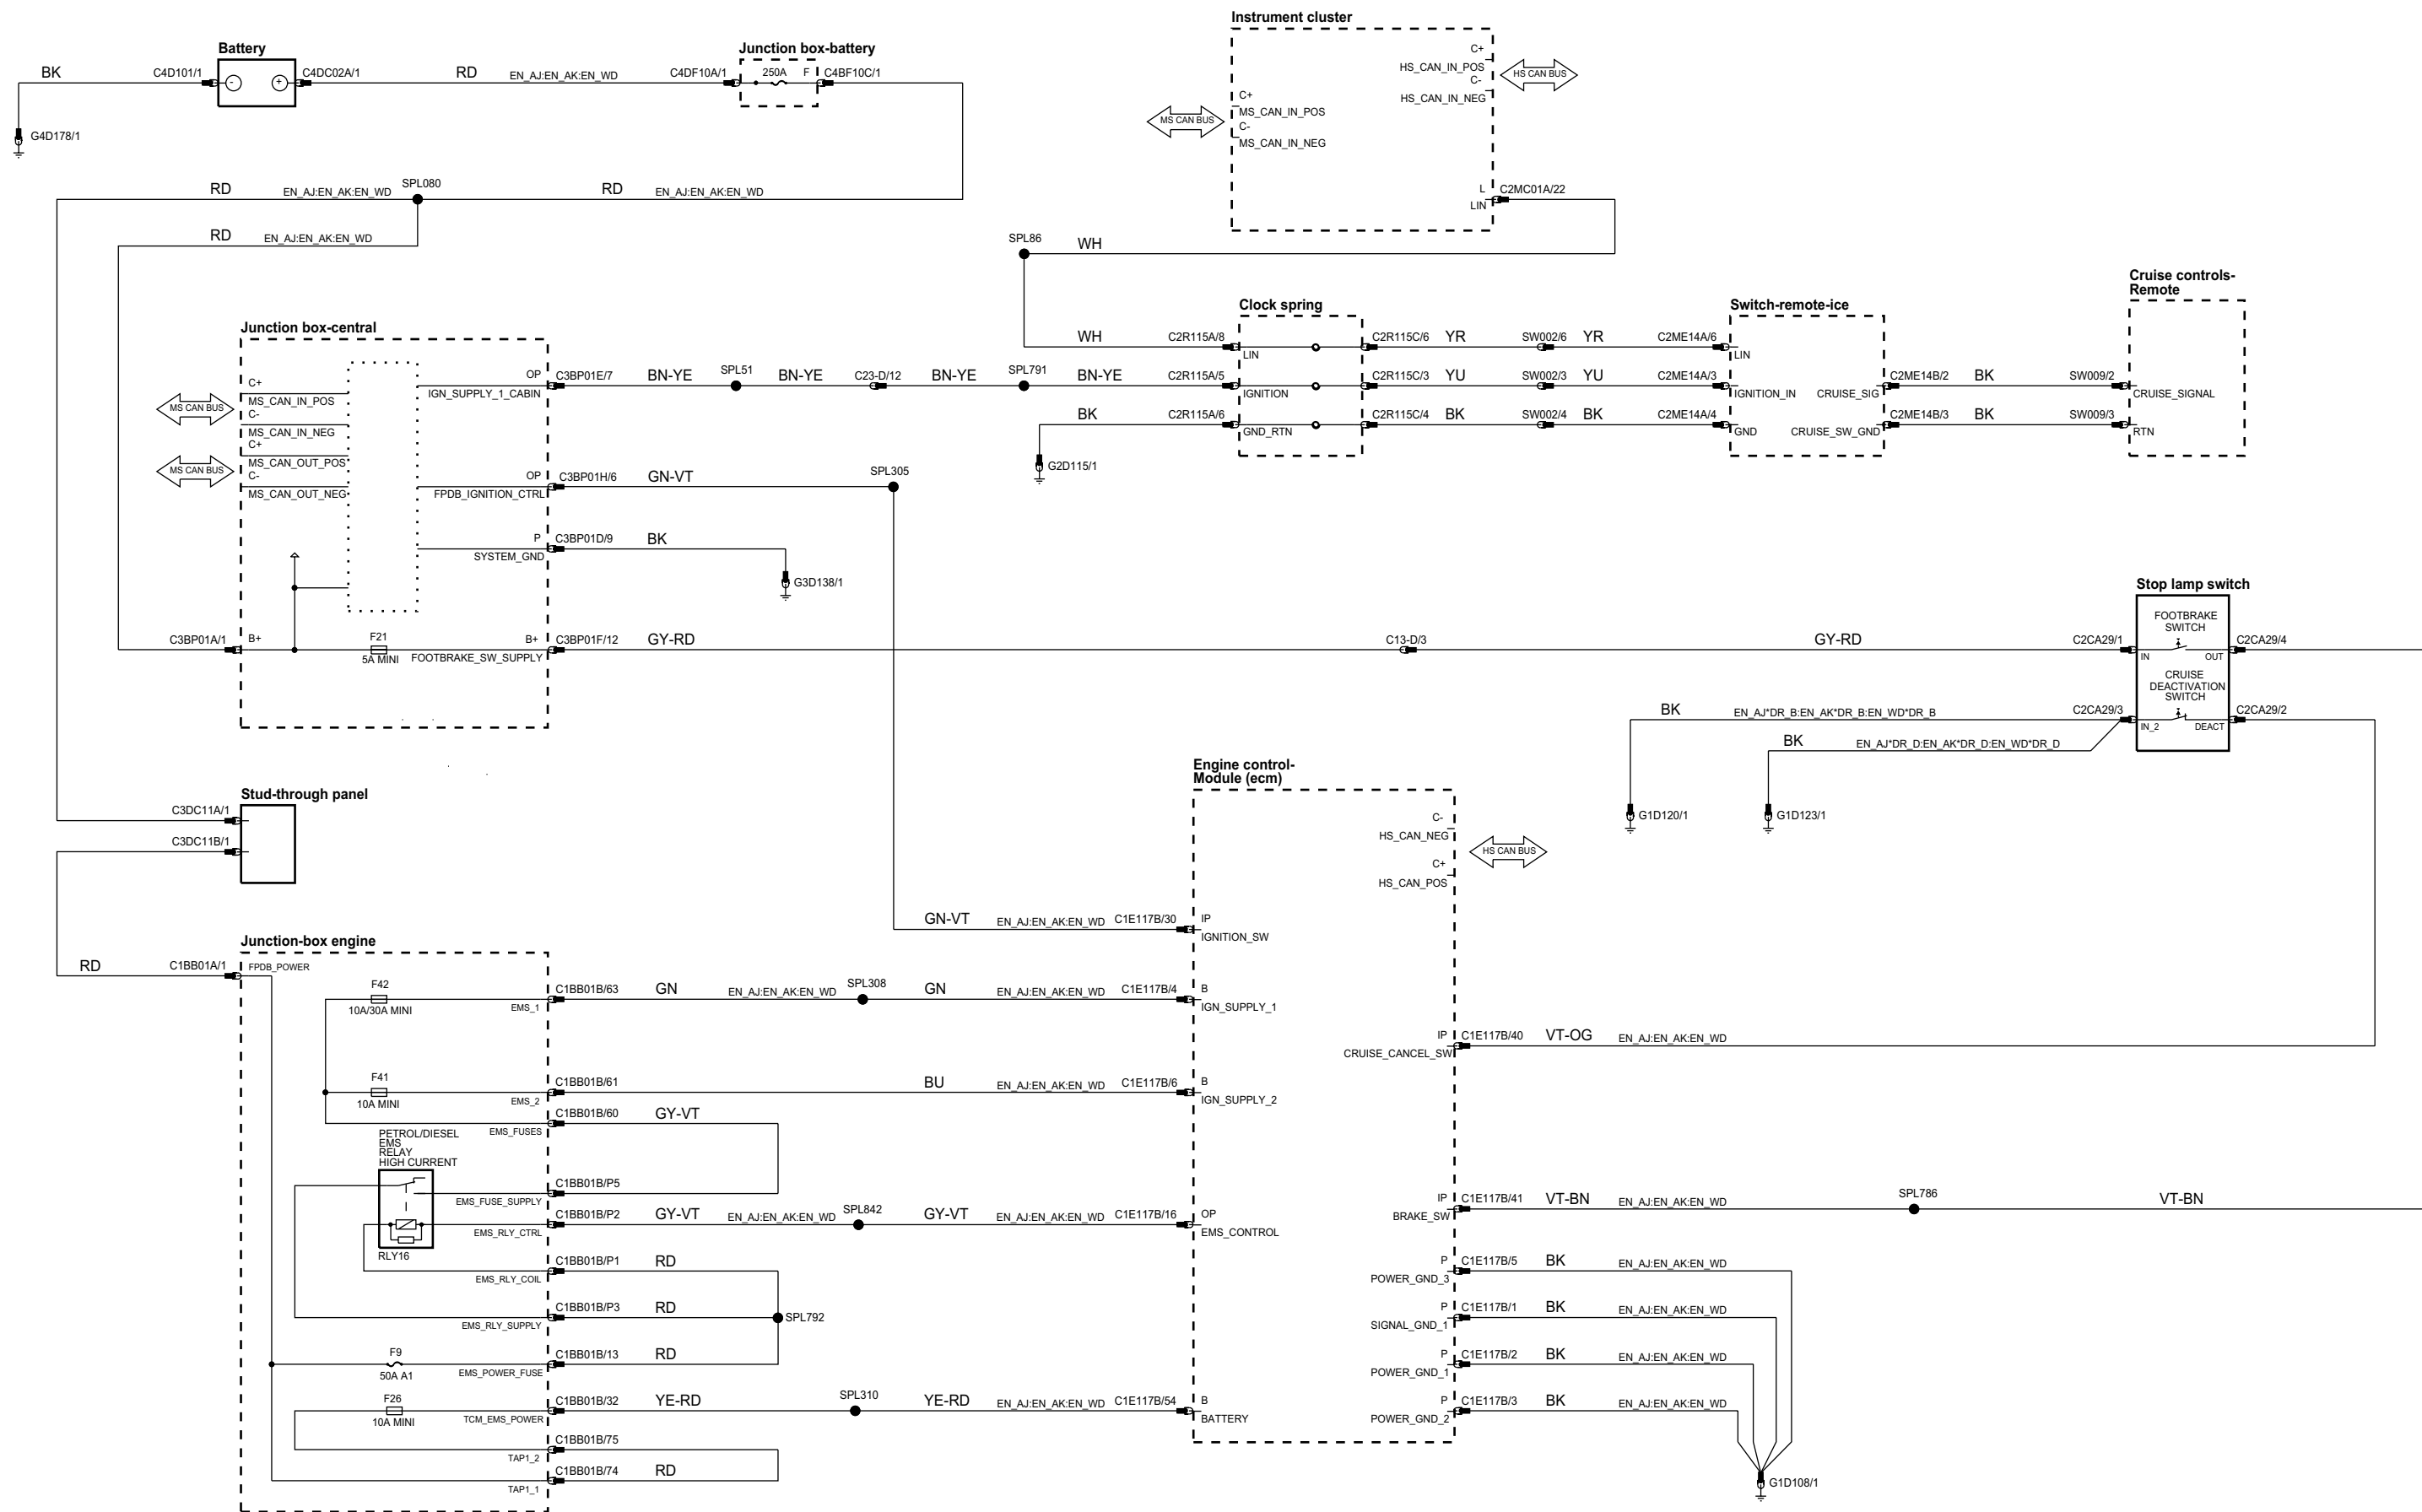 Instrument cluster
Battery
Junction box-battery
BK
C4D101/1
-
+
C4DC02A/1
RD
EN_AJ:EN_AK:EN_WD
C4DF10A/1
250A
F
C4BF10C/1
G4D178/1
C+
HS_CAN_IN_POS
C-
HS_CAN_IN_NEG
HS CAN BUS
C+
MS_CAN_IN_POS
C-
MS_CAN_IN_NEG
MS CAN BUS
L
LIN
C2MC01A/22
RD
EN_AJ:EN_AK:EN_WD
SPL080
RD
EN_AJ:EN_AK:EN_WD
RD
EN_AJ:EN_AK:EN_WD
SPL86
WH
Cruise controls-
Remote
Clock spring
Switch-remote-ice
Junction box-central
WH
C2R115A/8
LIN
C2R115C/6
YR
SW002/6
YR
C2ME14A/6
LIN
C+
MS_CAN_IN_POS
C-
MS_CAN_IN_NEG
C+
MS_CAN_OUT_POS
C-
MS_CAN_OUT_NEG
MS CAN BUS
MS CAN BUS
OP
IGN_SUPPLY_1_CABIN
C3BP01E/7
BN-YE
SPL51
BN-YE
C23-D/12
BN-YE
SPL791
BN-YE
C2R115A/5
IGNITION
C2R115C/3
YU
SW002/3
YU
C2ME14A/3
IGNITION_IN
CRUISE_SIG
C2ME14B/2
BK
SW009/2
CRUISE_SIGNAL
BK
C2R115A/6
GND_RTN
C2R115C/4
BK
SW002/4
BK
C2ME14A/4
GND
CRUISE_SW_GND
C2ME14B/3
BK
SW009/3
RTN
G2D115/1
OP
FPDB_IGNITION_CTRL
C3BP01H/6
GN-VT
SPL305
P
SYSTEM_GND
C3BP01D/9
BK
G3D138/1
Stop lamp switch
C3BP01A/1
B+
F21
5A MINI
B+
FOOTBRAKE_SW_SUPPLY
C3BP01F/12
GY-RD
C13-D/3
GY-RD
C2CA29/1
FOOTBRAKE
SWITCH
IN
OUT
C2CA29/4
CRUISE
DEACTIVATION
SWITCH
IN_2
DEACT
C2CA29/3
C2CA29/2
BK
EN_AJ*DR_B:EN_AK*DR_B:EN_WD*DR_B
BK
EN_AJ*DR_D:EN_AK*DR_D:EN_WD*DR_D
G1D120/1
G1D123/1
Engine control-
Module (ecm)
Stud-through panel
C3DC11A/1
C3DC11B/1
C-
HS_CAN_NEG
C+
HS_CAN_POS
HS CAN BUS
GN-VT
EN_AJ:EN_AK:EN_WD
C1E117B/30
IP
IGNITION_SW
Junction-box engine
RD
C1BB01A/1
FPDB_POWER
F42
10A/30A MINI
EMS_1
C1BB01B/63
GN
EN_AJ:EN_AK:EN_WD
SPL308
GN
EN_AJ:EN_AK:EN_WD
C1E117B/4
B
IGN_SUPPLY_1
IP
CRUISE_CANCEL_SW
C1E117B/40
VT-OG
EN_AJ:EN_AK:EN_WD
F41
10A MINI
EMS_2
C1BB01B/61
BU
EN_AJ:EN_AK:EN_WD
C1E117B/6
B
IGN_SUPPLY_2
EMS_FUSES
C1BB01B/60
GY-VT
PETROL/DIESEL
EMS
RELAY
HIGH CURRENT
RLY16
EMS_FUSE_SUPPLY
C1BB01B/P5
EMS_RLY_CTRL
C1BB01B/P2
GY-VT
EN_AJ:EN_AK:EN_WD
SPL842
GY-VT
EN_AJ:EN_AK:EN_WD
C1E117B/16
OP
EMS_CONTROL
IP
BRAKE_SW
C1E117B/41
VT-BN
EN_AJ:EN_AK:EN_WD
SPL786
VT-BN
EMS_RLY_COIL
C1BB01B/P1
RD
P
POWER_GND_3
C1E117B/5
BK
EN_AJ:EN_AK:EN_WD
EMS_RLY_SUPPLY
C1BB01B/P3
RD
SPL792
P
SIGNAL_GND_1
C1E117B/1
BK
EN_AJ:EN_AK:EN_WD
F9
50A A1
EMS_POWER_FUSE
C1BB01B/13
RD
P
POWER_GND_1
C1E117B/2
BK
EN_AJ:EN_AK:EN_WD
F26
10A MINI
TCM_EMS_POWER
C1BB01B/32
YE-RD
SPL310
YE-RD
EN_AJ:EN_AK:EN_WD
C1E117B/54
B
BATTERY
P
POWER_GND_2
C1E117B/3
BK
EN_AJ:EN_AK:EN_WD
TAP1_2
C1BB01B/75
TAP1_1
C1BB01B/74
RD
G1D108/1